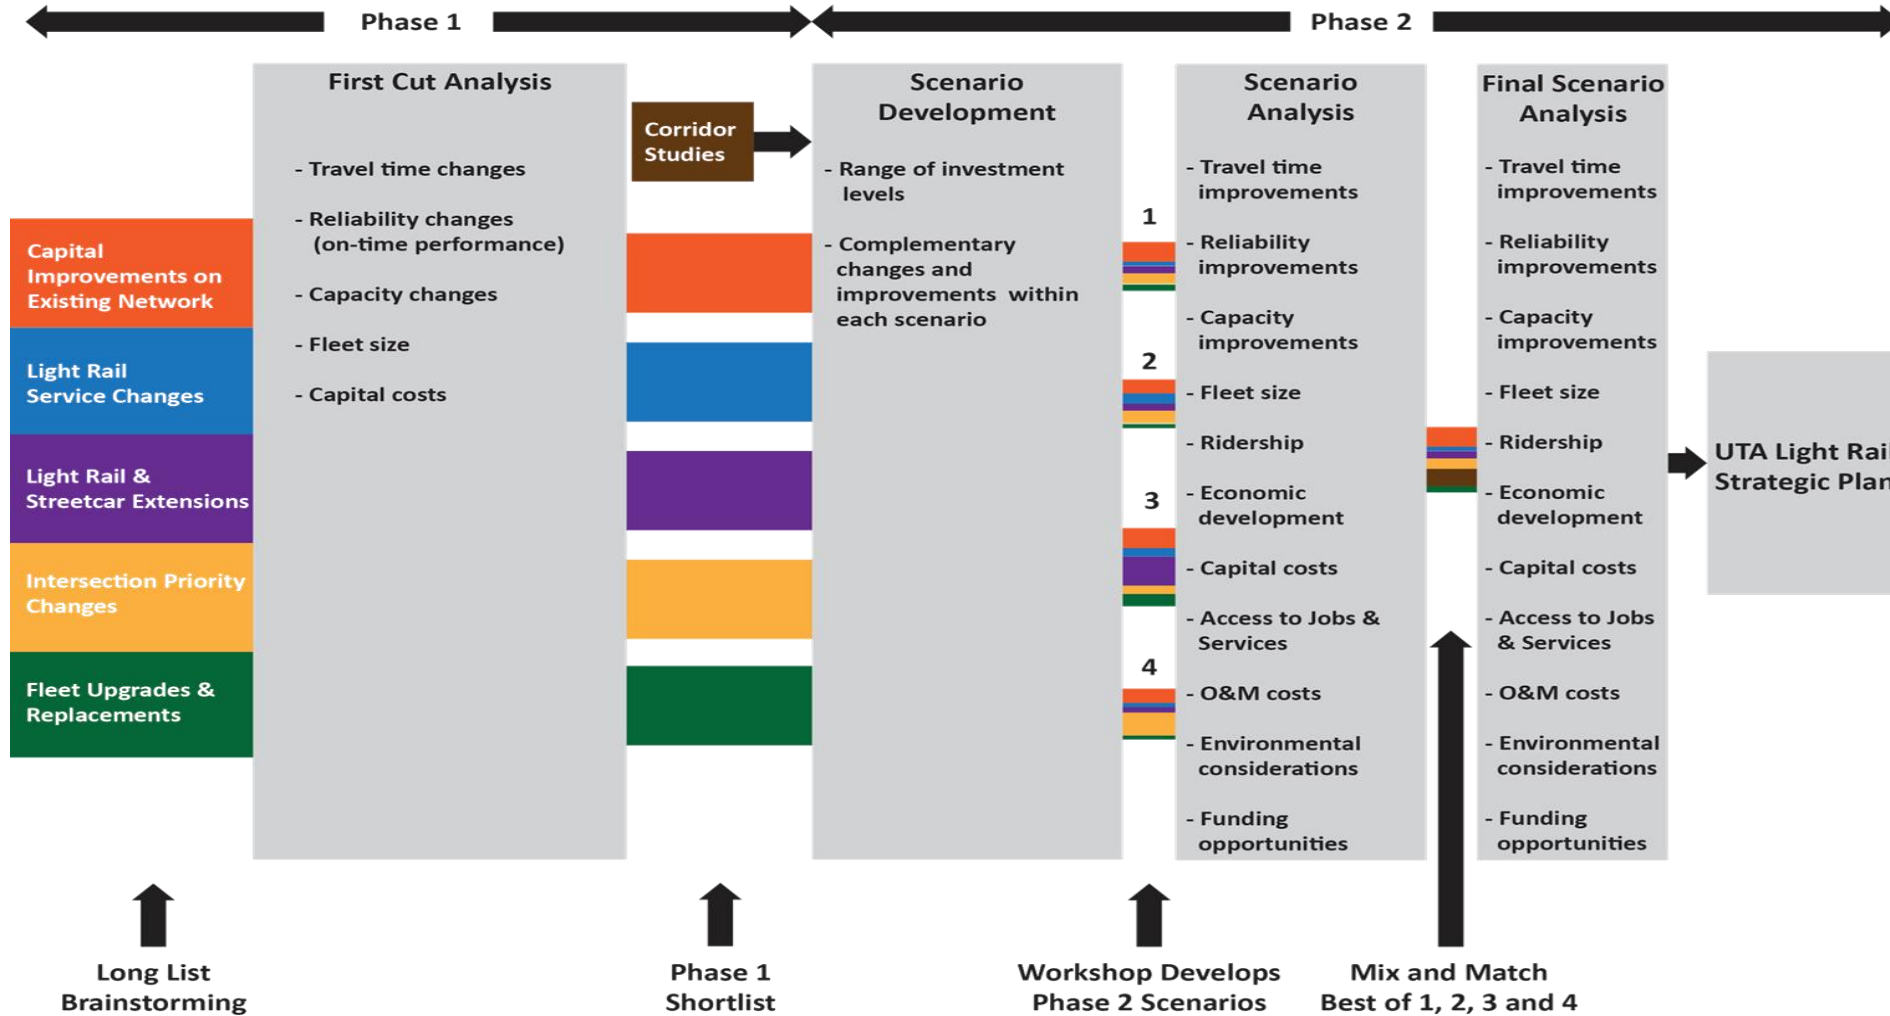 Phase 1
Phase 2
First Cut Analysis
- Travel time changes
- Reliability changes
(on-time performance)
- Capacity changes
- Fleet size
- Capital costs
Capital
Improvements on
Existing Network
Light Rail
Service Changes
Light Rail &
Streetcar Extensions
Intersection Priority
Changes
Fleet Upgrades &
Replacements
Corridor
Studies
Scenario
Development
- Range of investment
levels
- Complementary
changes and
improvements within
each scenario
1
2
3
4
Scenario
Analysis
- Travel time
improvements
- Reliability
improvements
- Capacity
improvements
- Fleet size
- Ridership
- Economic
development
- Capital costs
- Access to Jobs &
Services
- O&M costs
- Environmental
considerations
- Funding
opportunities
Final Scenario
Analysis
- Travel time
improvements
- Reliability
improvements
- Capacity
improvements
- Fleet size
- Ridership
- Economic
development
- Capital costs
- Access to Jobs
& Services
- O&M costs
- Environmental
considerations
- Funding
opportunities
UTA Light Rail
Strategic Plan
Long List
Brainstorming
Phase 1
Shortlist
Workshop Develops
Phase 2 Scenarios
Mix and Match
Best of 1, 2, 3 and 4